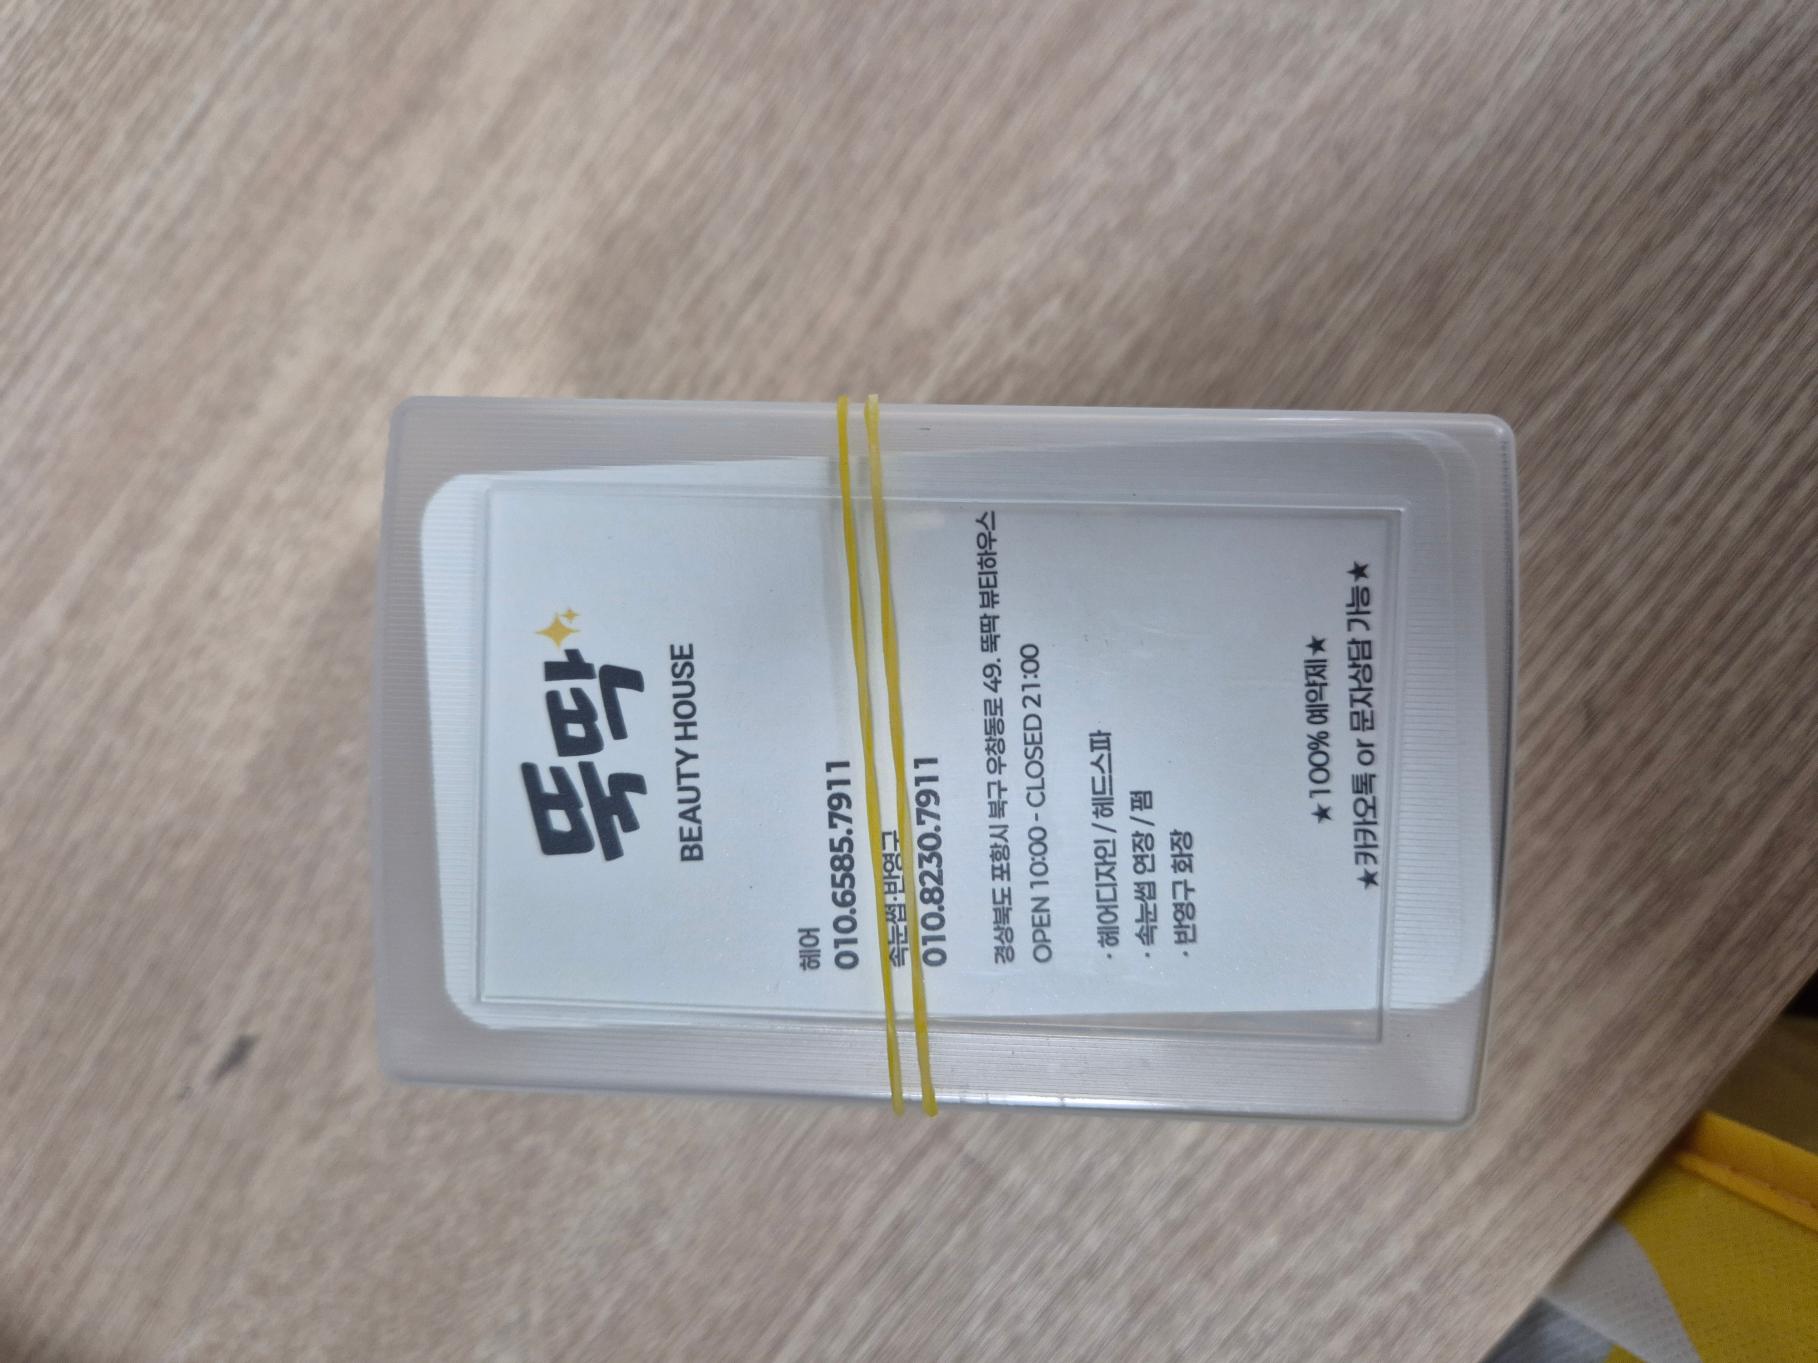 뚝딱
BEAUTY HOUSE
헤어
010.6585.7911
속눈썹·반영구
010.8230.7911
경상북도 포항시 북구 우창동로 49. 뚝딱 뷰티하우스
OPEN 10:00 - CLOSED 21:00
· 헤어디자인 / 헤드스파
· 속눈썹 연장 / 펌
· 반영구 화장
★100% 예약제★
★카카오톡 or 문자상담 가능★